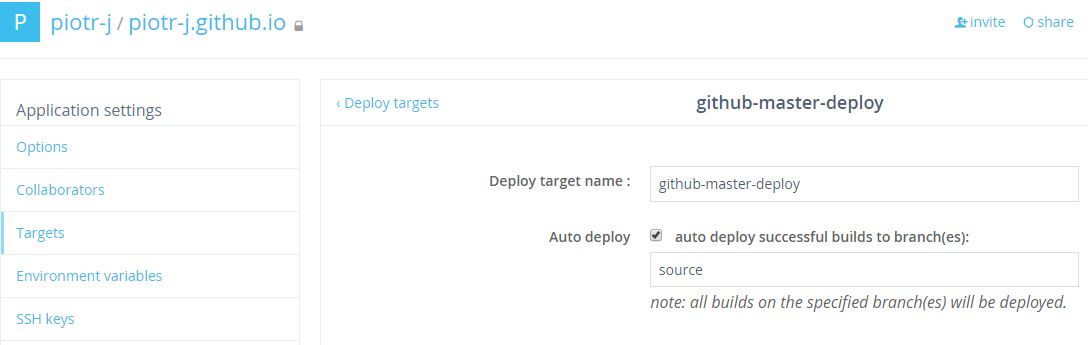 P piotr-j / piotr-j.github.io
invite share
Application settings
Options
Collaborators
Targets
Environment variables
SSH keys
‹ Deploy targets github-master-deploy
Deploy target name : github-master-deploy
Auto deploy auto deploy successful builds to branch(es):
source
note: all builds on the specified branch(es) will be deployed.